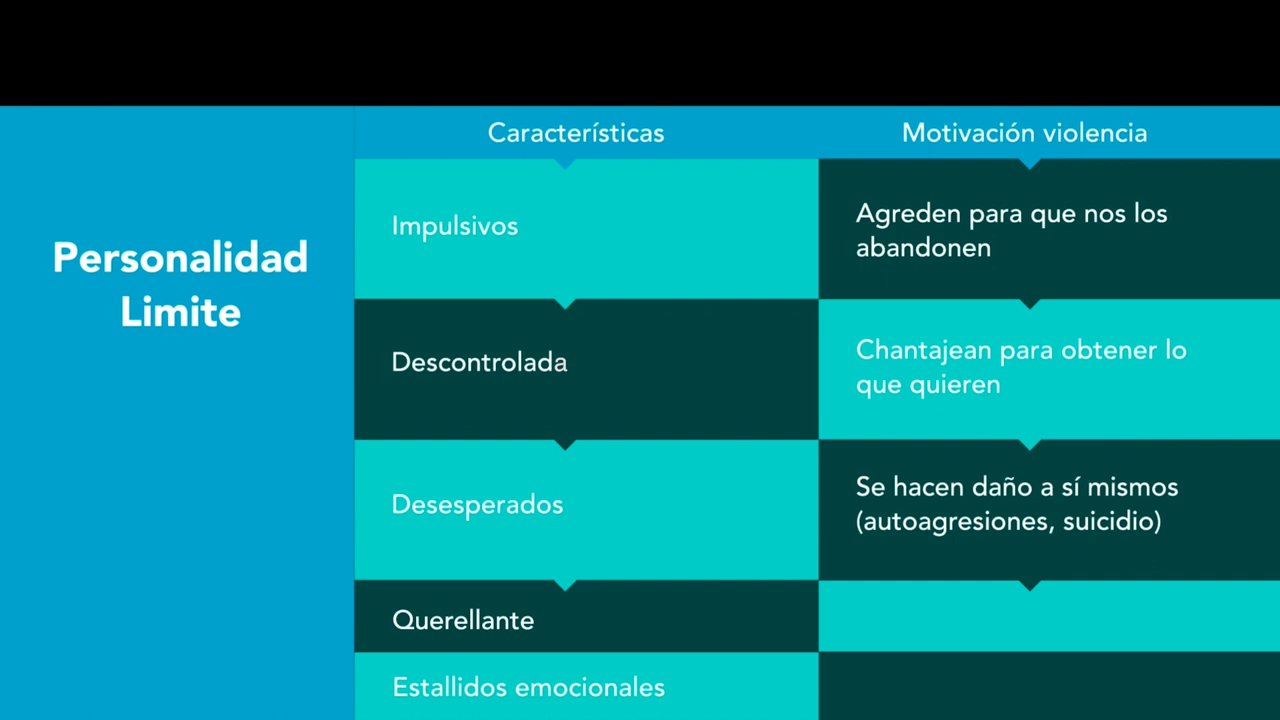 Características
Motivación violencia
Personalidad
Limite
Impulsivos
Agreden para que nos los
abandonen
Descontrolada
Chantajean para obtener lo
que quieren
Desesperados
Se hacen daño a sí mismos
(autoagresiones, suicidio)
Querellante
Estallidos emocionales